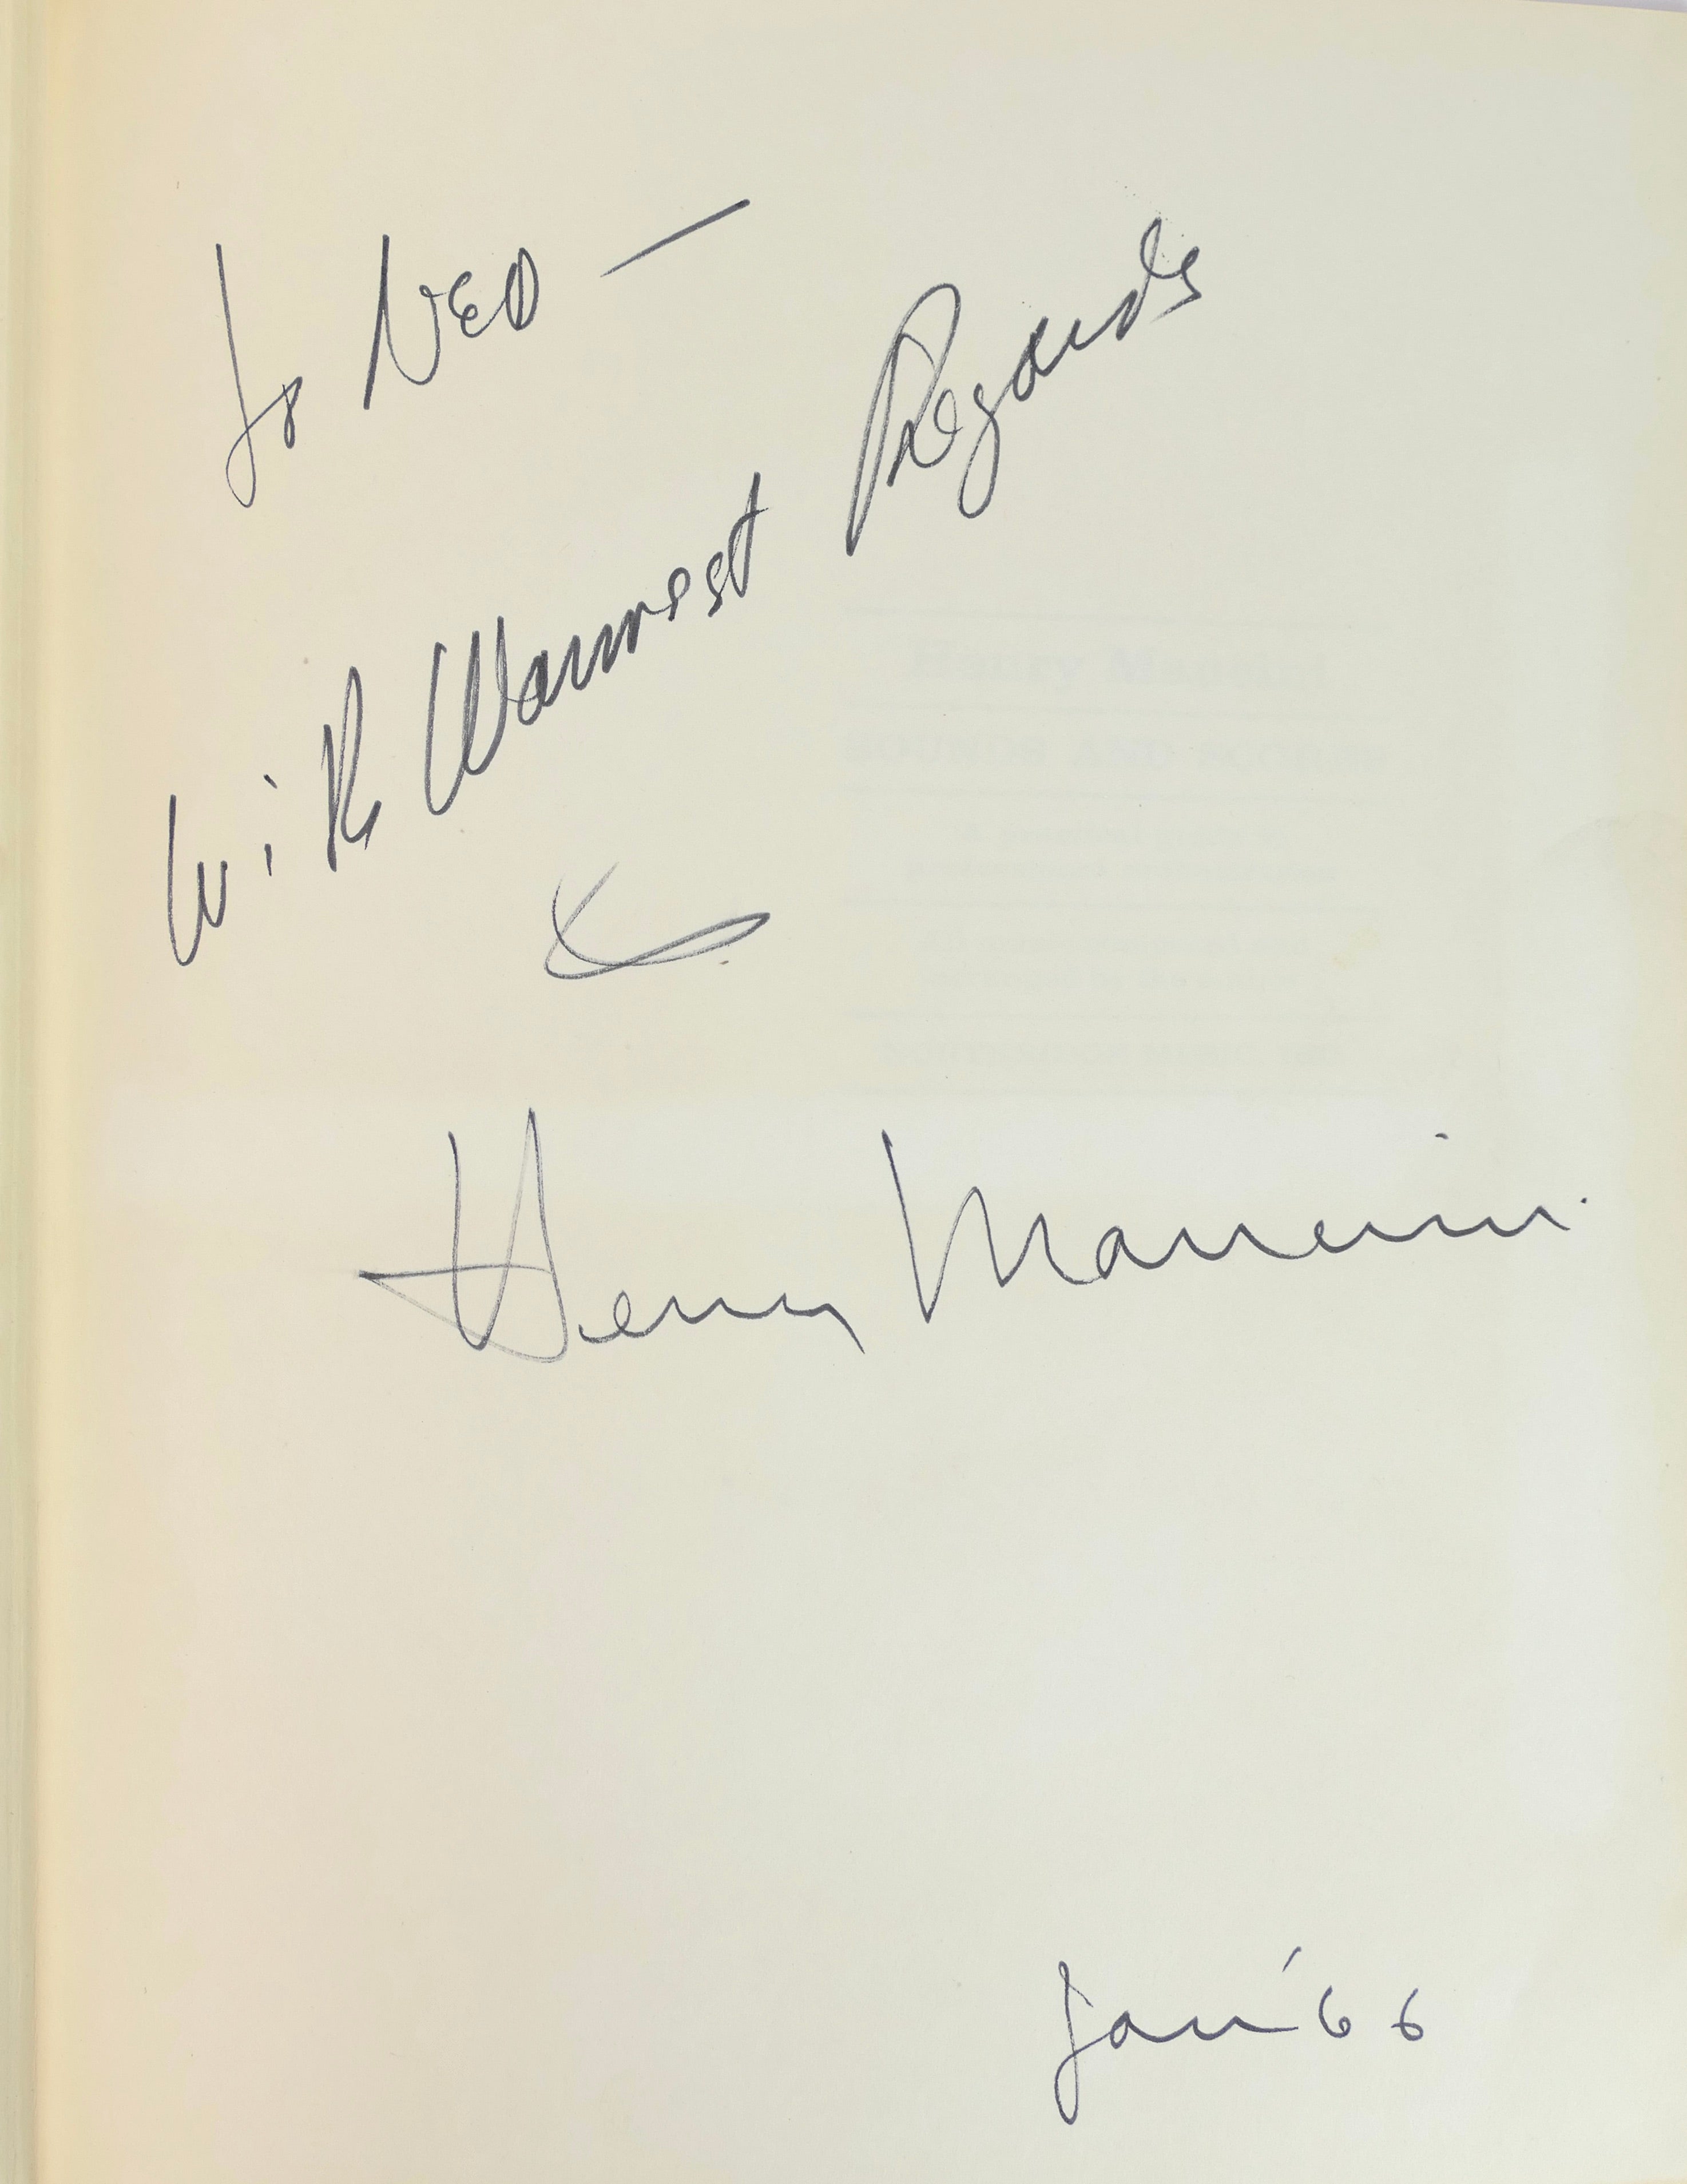 To NEO —
With Warmest Regards
Henry Mancini
Jan '66